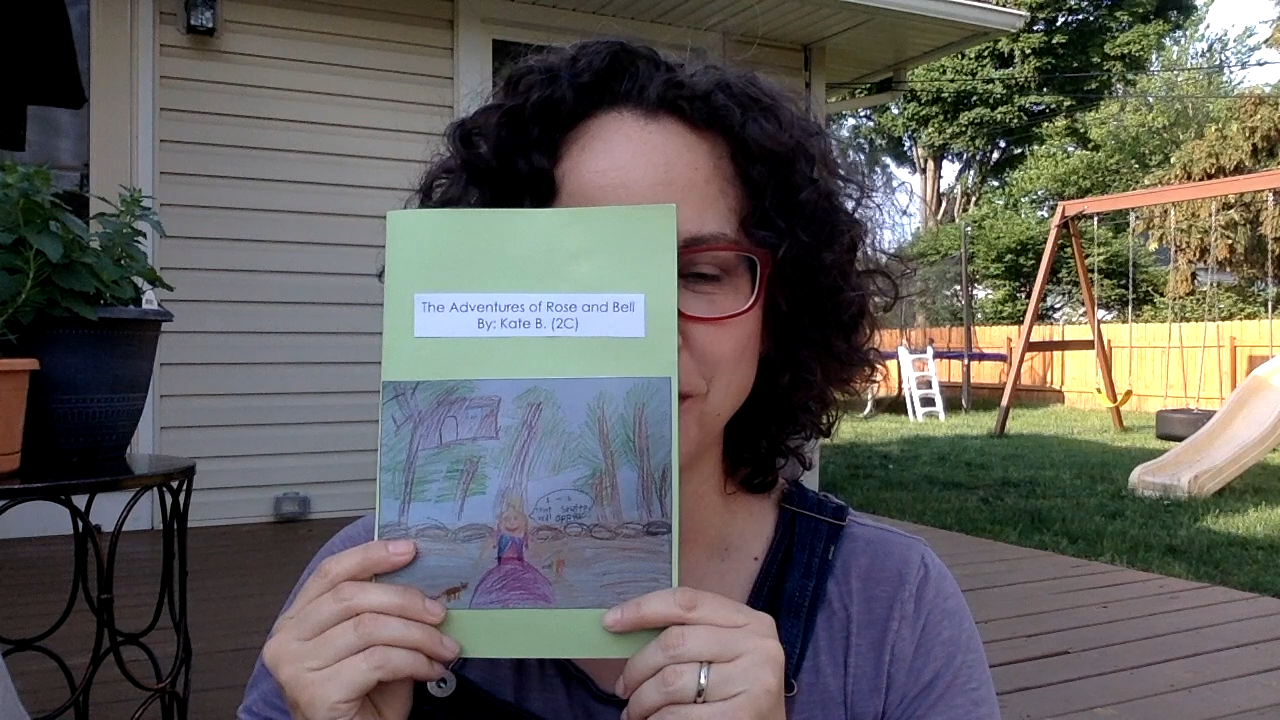 The Adventures of Rose and Bell
By: Kate B. (2C)